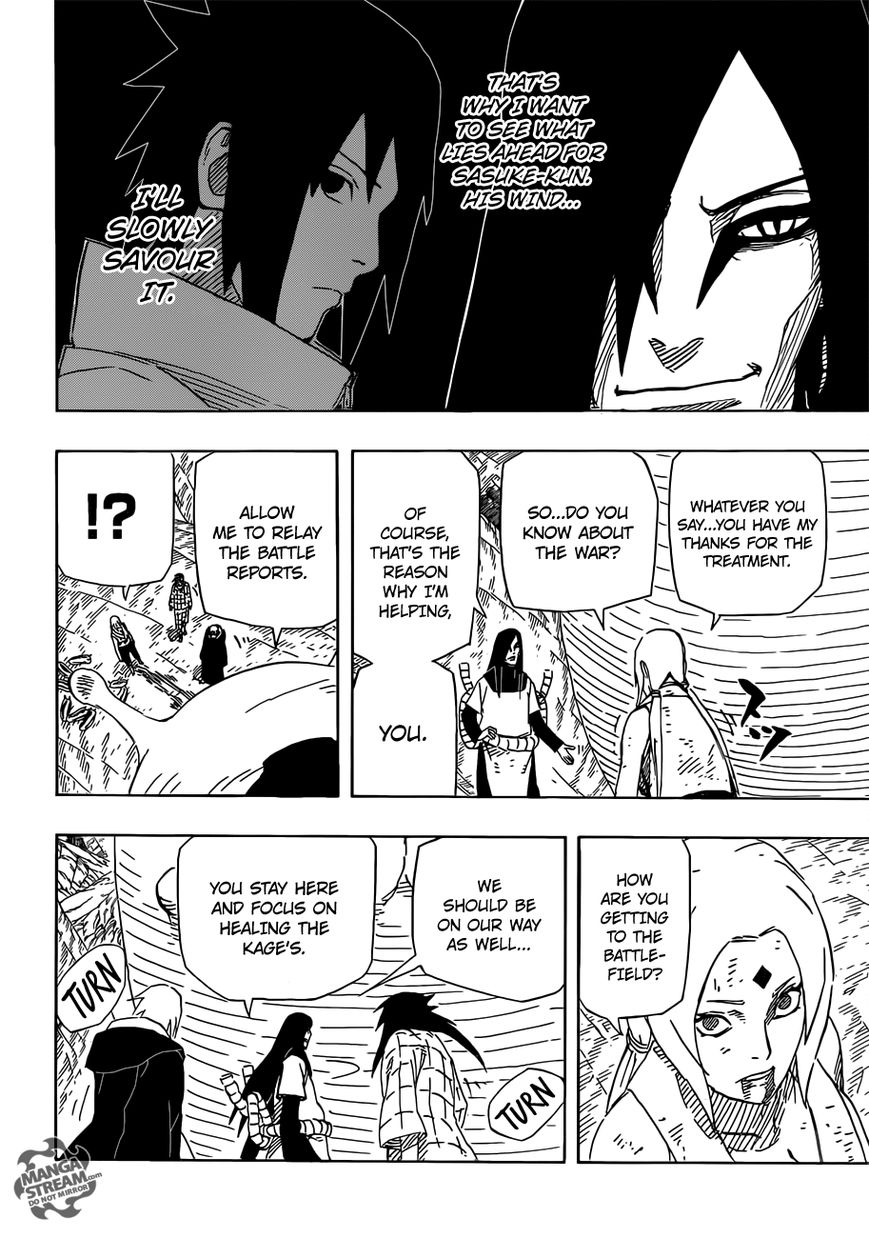 THAT'S
WHY I WANT
TO SEE WHAT
LIES AHEAD FOR
SASUKE-KUN.
HIS WIND...
I'LL
SLOWLY
SAVOUR
IT.
WHATEVER YOU
SAY...YOU HAVE MY
THANKS FOR THE
TREATMENT.
SO...DO YOU
KNOW ABOUT
THE WAR?
OF
COURSE,
THAT'S THE
REASON
WHY I'M
HELPING,
YOU.
ズズ
ALLOW
ME TO RELAY
THE BATTLE
REPORTS.
!?
HOW
ARE YOU
GETTING
TO THE
BATTLE-
FIELD?
WE
SHOULD BE
ON OUR WAY
AS WELL...
YOU STAY HERE
AND FOCUS ON
HEALING THE
KAGE'S.
TURN
TURN
MANGA
STREAM.com
DO NOT MIRROR